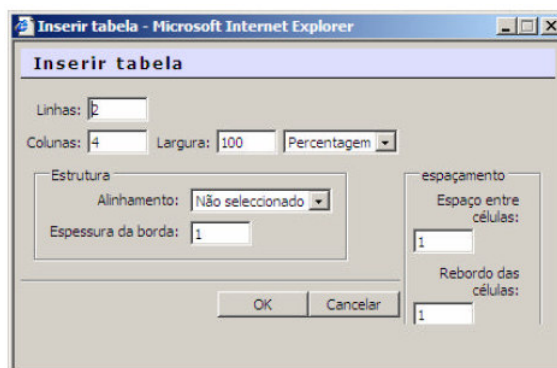 Inserir tabela - Microsoft Internet Explorer
Inserir tabela
Linhas: 2
Colunas: 4 Largura: 100 Percentagem
Estrutura
Alinhamento: Não seleccionado
Espessura da borda: 1
espaçamento
Espaço entre
células:
1
Rebordo das
células:
1
OK Cancelar